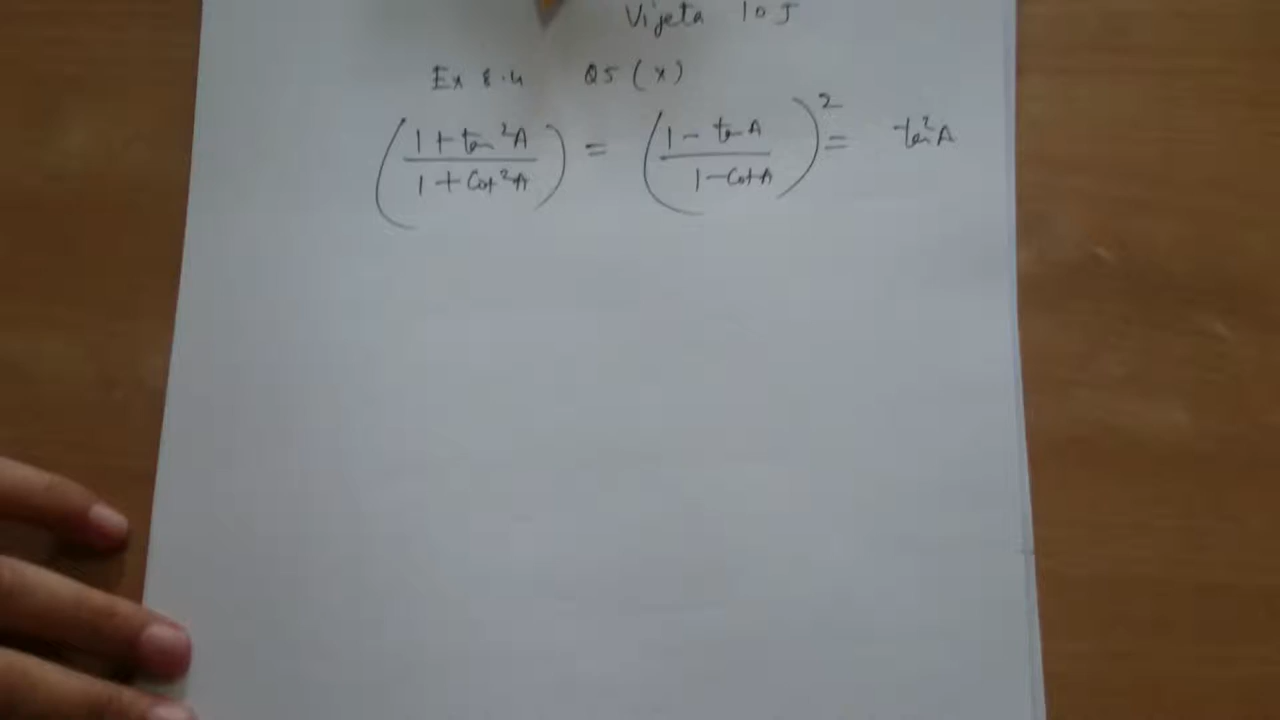 Vijeta 10 J
Ex 8.4 Q5 (x)
(1 + tan²A / 1 + Cot²A) = (1 - tan A / 1 - Cot A)² = tan²A